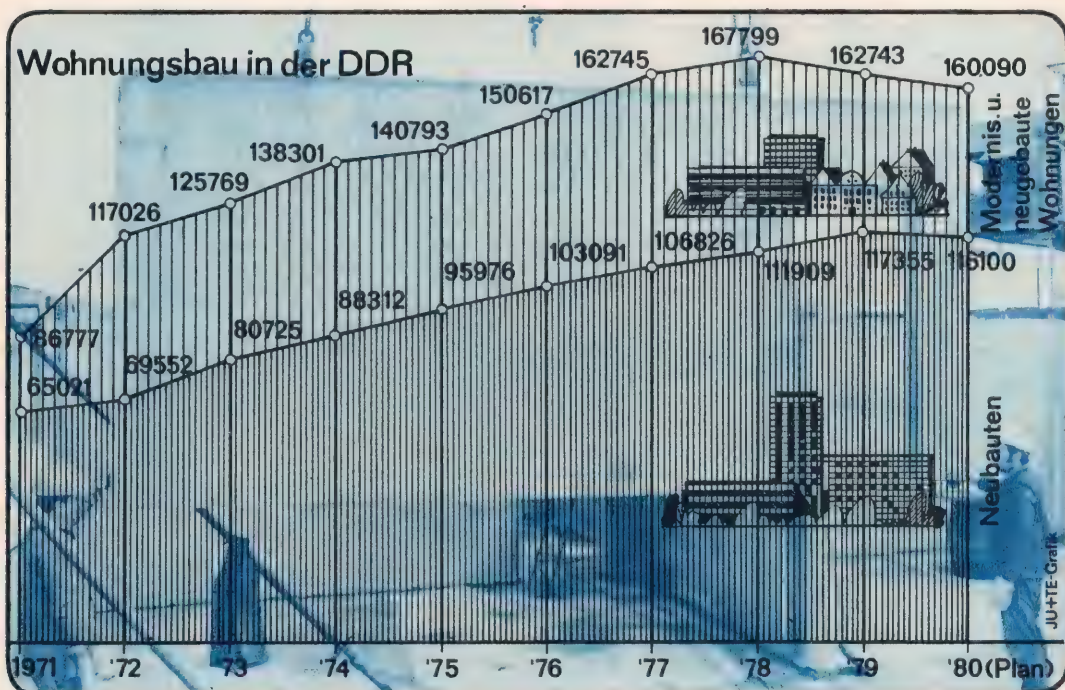 Wohnungsbau in der DDR
86777
117026
125769
138301
140793
150617
162745
167799
162743
160090
Modernis. u.
neugebaute
Wohnungen
65021
69552
80725
88312
95976
103091
106826
111909
117355
116100
Neubauten
JU+TE-Grafik
1971 '72 '73 '74 '75 '76 '77 '78 '79 '80 (Plan)